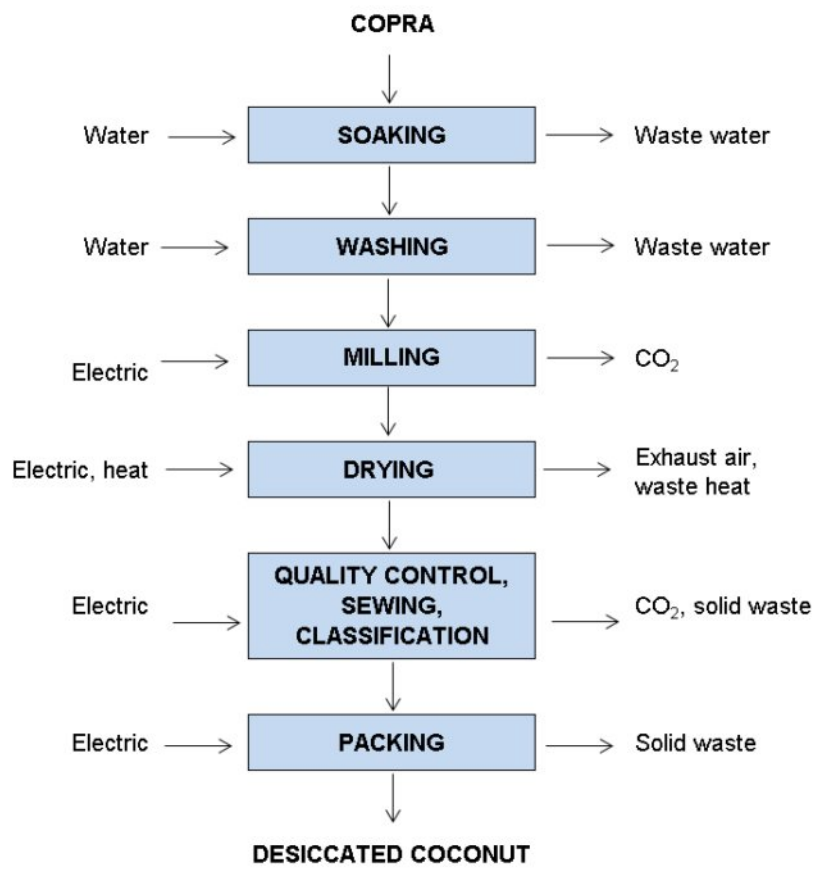 COPRA
Water
SOAKING
Waste water
Water
WASHING
Waste water
Electric
MILLING
CO₂
Electric, heat
DRYING
Exhaust air,
waste heat
Electric
QUALITY CONTROL,
SEWING,
CLASSIFICATION
CO₂, solid waste
Electric
PACKING
Solid waste
DESICCATED COCONUT